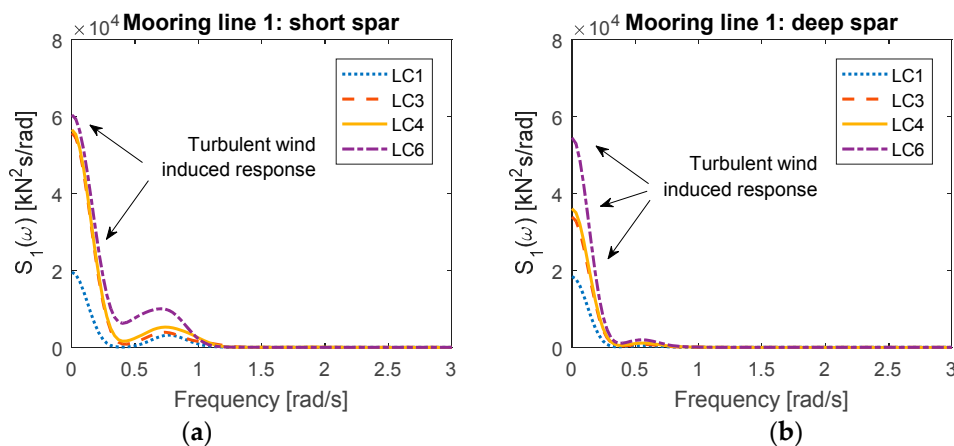 ×10⁴
Mooring line 1: short spar
8
6
4
2
0
S₁(ω) [kN²s/rad]
LC1
LC3
LC4
LC6
Turbulent wind
induced response
0 0.5 1 1.5 2 2.5 3
Frequency [rad/s]
(a)
×10⁴
Mooring line 1: deep spar
8
6
4
2
0
S₁(ω) [kN²s/rad]
LC1
LC3
LC4
LC6
Turbulent wind
induced response
0 0.5 1 1.5 2 2.5 3
Frequency [rad/s]
(b)